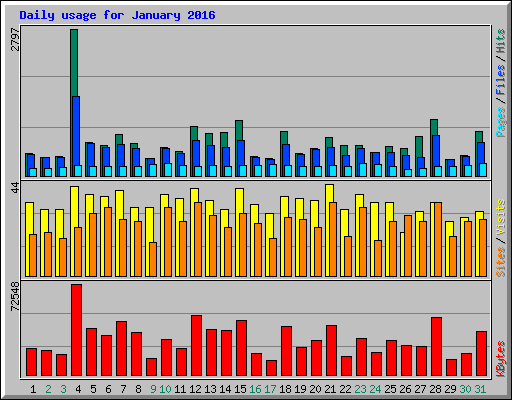 Daily usage for January 2016
2797
Pages/Files/Hits
44
Sites/Visits
72548
KBytes
1 2 3 4 5 6 7 8 9 10 11 12 13 14 15 16 17 18 19 20 21 22 23 24 25 26 27 28 29 30 31